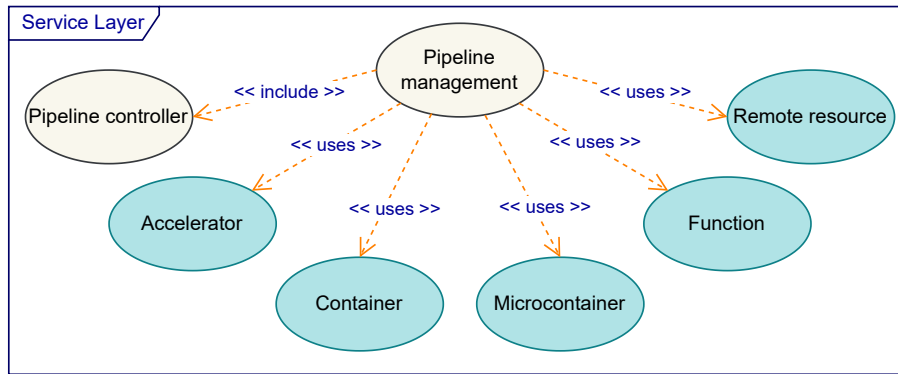 Service Layer
Pipeline
management
<< include >>
<< uses >>
Pipeline controller
Remote resource
<< uses >>
<< uses >>
Accelerator
<< uses >>
<< uses >>
Function
Container
Microcontainer